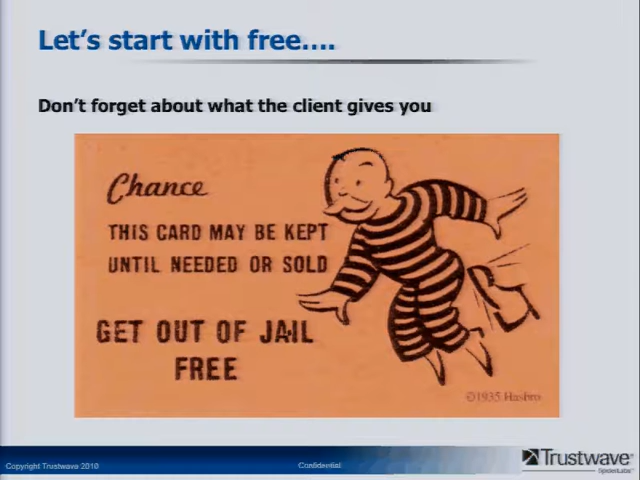 Let's start with free....
Don't forget about what the client gives you
Chance
THIS CARD MAY BE KEPT
UNTIL NEEDED OR SOLD
GET OUT OF JAIL
FREE
©1935 Hasbro
Copyright Trustwave 2010
Confidential
Trustwave®
SpiderLabs®